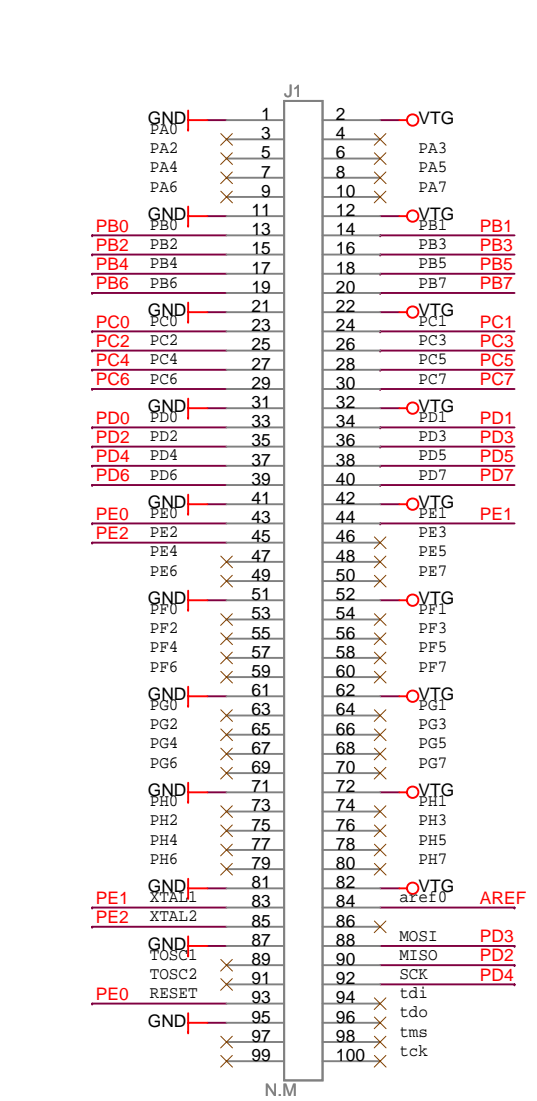 J1
GND 1 2 VTG
PA0 3 4
PA2 5 6 PA3
PA4 7 8 PA5
PA6 9 10 PA7
GND 11 12 VTG
PB0 PB0 13 14 PB1 PB1
PB2 PB2 15 16 PB3 PB3
PB4 PB4 17 18 PB5 PB5
PB6 PB6 19 20 PB7 PB7
GND 21 22 VTG
PC0 PC0 23 24 PC1 PC1
PC2 PC2 25 26 PC3 PC3
PC4 PC4 27 28 PC5 PC5
PC6 PC6 29 30 PC7 PC7
GND 31 32 VTG
PD0 PD0 33 34 PD1 PD1
PD2 PD2 35 36 PD3 PD3
PD4 PD4 37 38 PD5 PD5
PD6 PD6 39 40 PD7 PD7
GND 41 42 VTG
PE0 PE0 43 44 PE1 PE1
PE2 PE2 45 46 PE3
PE4 47 48 PE5
PE6 49 50 PE7
GND 51 52 VTG
PF0 53 54 PF1
PF2 55 56 PF3
PF4 57 58 PF5
PF6 59 60 PF7
GND 61 62 VTG
PG0 63 64 PG1
PG2 65 66 PG3
PG4 67 68 PG5
PG6 69 70 PG7
GND 71 72 VTG
PH0 73 74 PH1
PH2 75 76 PH3
PH4 77 78 PH5
PH6 79 80 PH7
GND 81 82 VTG
PE1 XTAL1 83 84 aref0 AREF
PE2 XTAL2 85 86
GND 87 88 MOSI PD3
TOSC1 89 90 MISO PD2
TOSC2 91 92 SCK PD4
PE0 RESET 93 94 tdi
GND 95 96 tdo
97 98 tms
99 100 tck
N.M